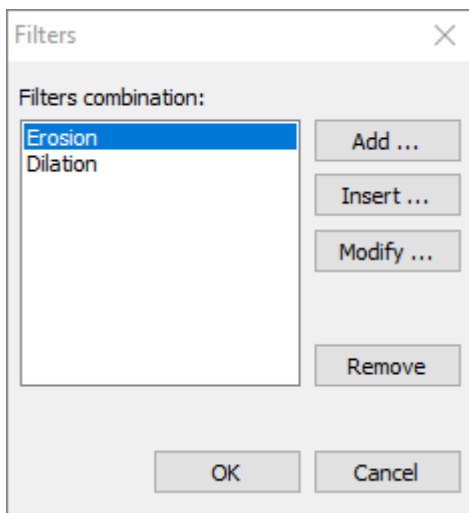 Filters
Filters combination:
Erosion
Dilation
Add ...
Insert ...
Modify ...
Remove
OK
Cancel